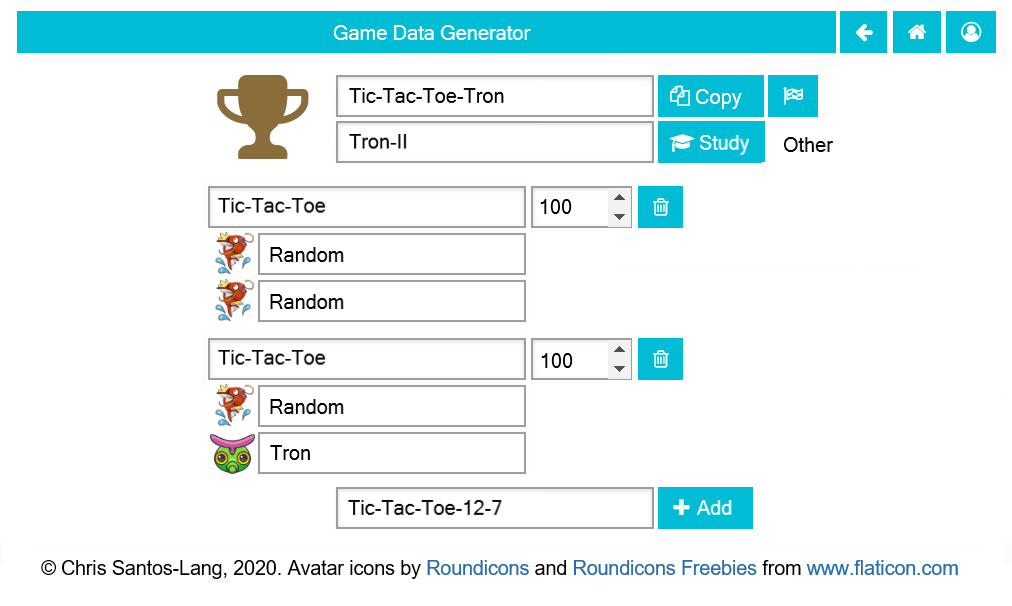 Game Data Generator
Tic-Tac-Toe-Tron Copy
Tron-II Study Other
Tic-Tac-Toe 100
Random
Random
Tic-Tac-Toe 100
Random
Tron
Tic-Tac-Toe-12-7 Add
© Chris Santos-Lang, 2020. Avatar icons by Roundicons and Roundicons Freebies from www.flaticon.com